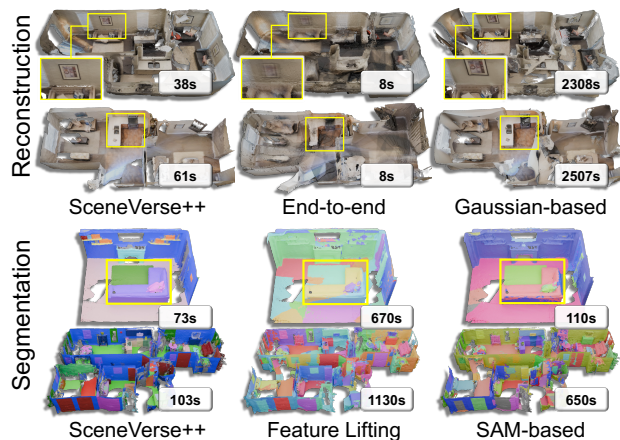 Reconstruction
38s
8s
2308s
61s
8s
2507s
SceneVerse++
End-to-end
Gaussian-based
Segmentation
73s
670s
110s
103s
1130s
650s
SceneVerse++
Feature Lifting
SAM-based